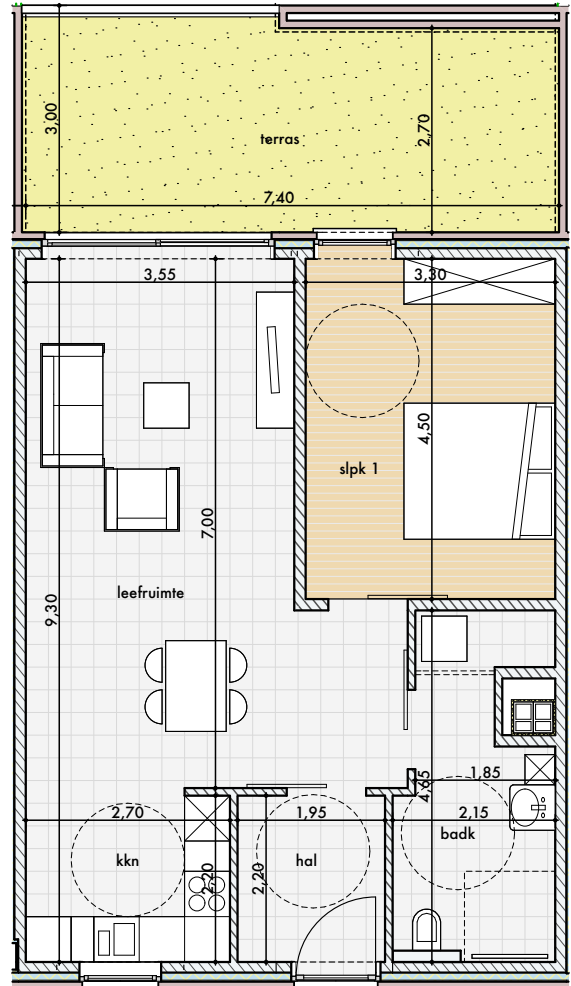 3,00
2,70
terras
7,40
3,55
3,30
4,50
slpk 1
7,00
leefruimte
9,30
4,65
1,85
2,70
1,95
2,15
badk
kkn
hal
2,20
2,20